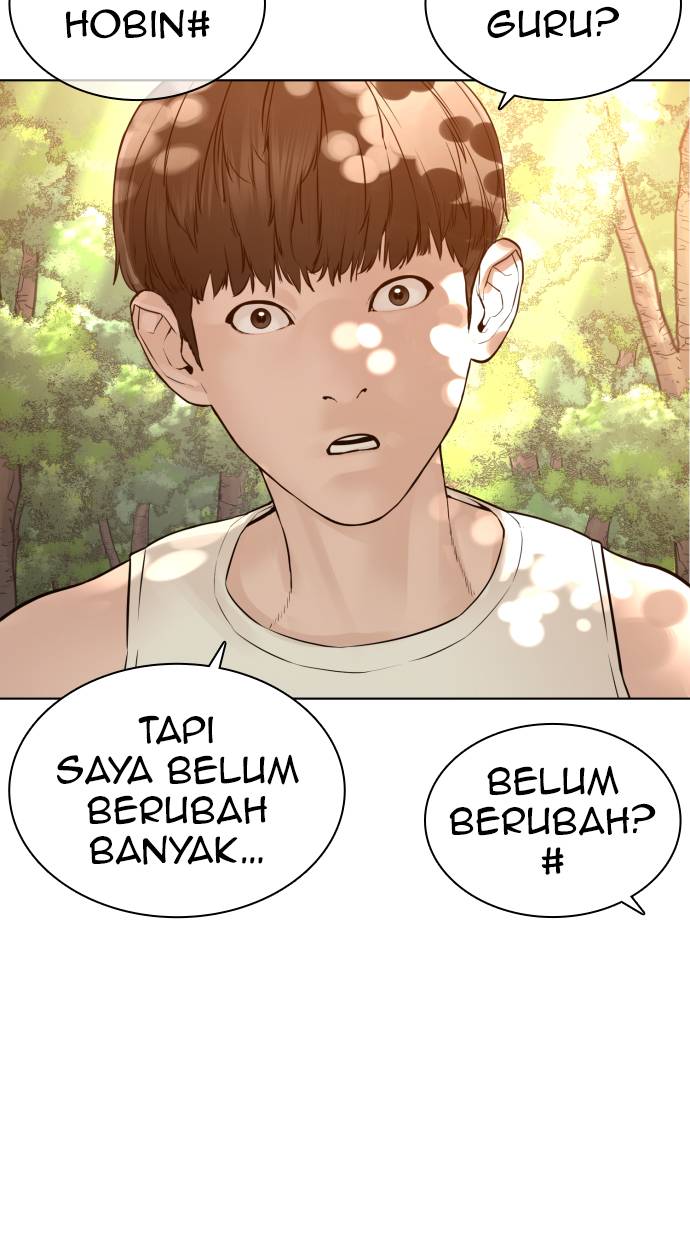 HOBIN#
GURU?
TAPI
SAYA BELUM
BERUBAH
BANYAK...
BELUM
BERUBAH?
#